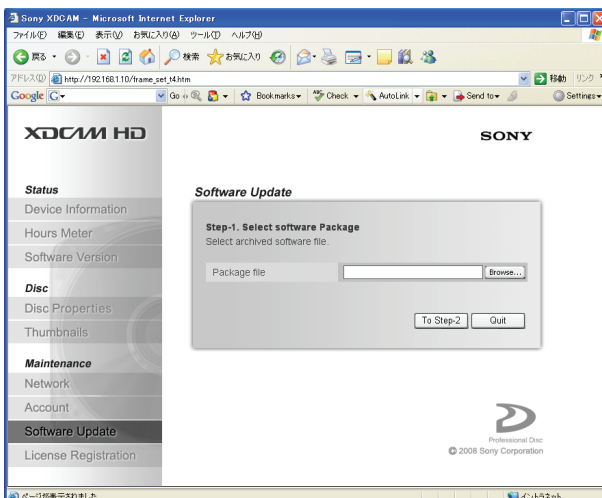 Sony XDCAM - Microsoft Internet Explorer
ファイル(F) 編集(E) 表示(V) お気に入り(A) ツール(T) ヘルプ(H)
戻る 検索 お気に入り
アドレス(D) http://192.168.1.10/frame_set_t4.htm 移動 リンク
Google G Go Bookmarks Check AutoLink Send to Settings
XDCAM HD
SONY
Status
Device Information
Hours Meter
Software Version
Disc
Disc Properties
Thumbnails
Maintenance
Network
Account
Software Update
License Registration
Software Update
Step-1. Select software Package
Select archived software file.
Package file Browse...
To Step-2 Quit
Professional Disc
© 2008 Sony Corporation
ページが表示されました イントラネット